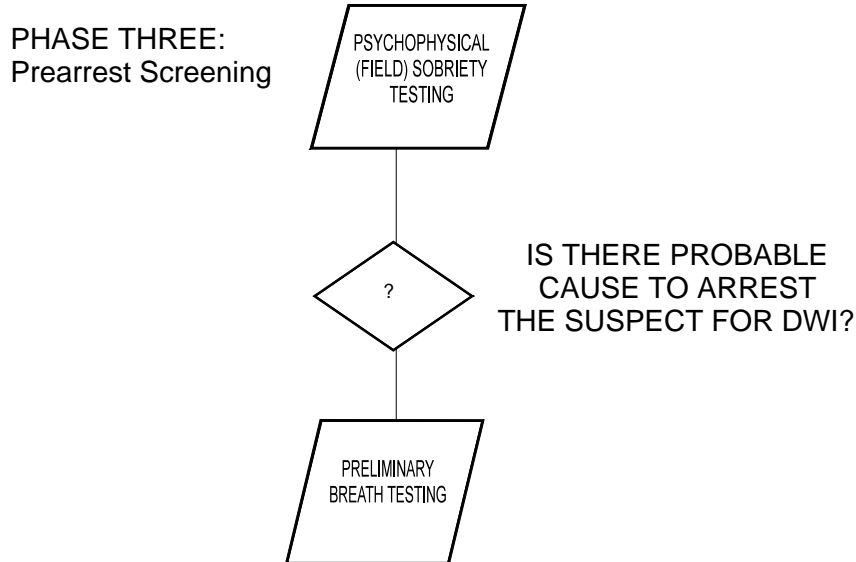 PHASE THREE:
Prearrest Screening
PSYCHOPHYSICAL
(FIELD) SOBRIETY
TESTING
?
IS THERE PROBABLE
CAUSE TO ARREST
THE SUSPECT FOR DWI?
PRELIMINARY
BREATH TESTING